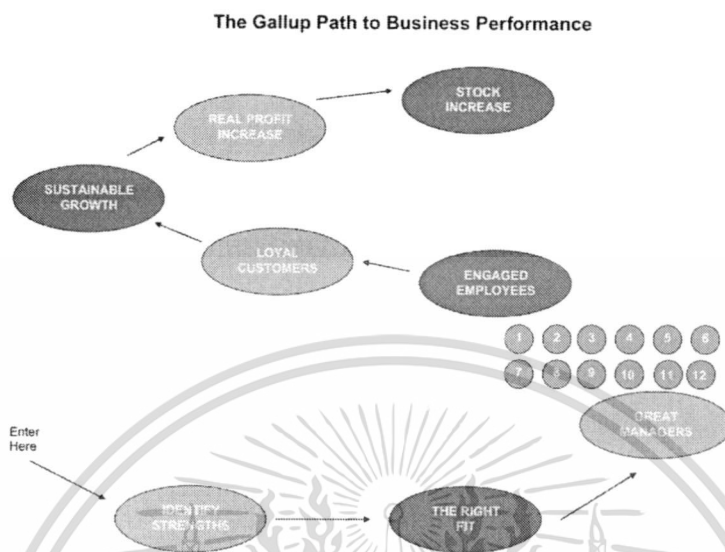 The Gallup Path to Business Performance
STOCK
INCREASE
REAL PROFIT
INCREASE
SUSTAINABLE
GROWTH
LOYAL
CUSTOMERS
ENGAGED
EMPLOYEES
1 2 3 4 5 6
7 8 9 10 11 12
GREAT
MANAGERS
Enter
Here
IDENTIFY
STRENGTHS
THE RIGHT
FIT